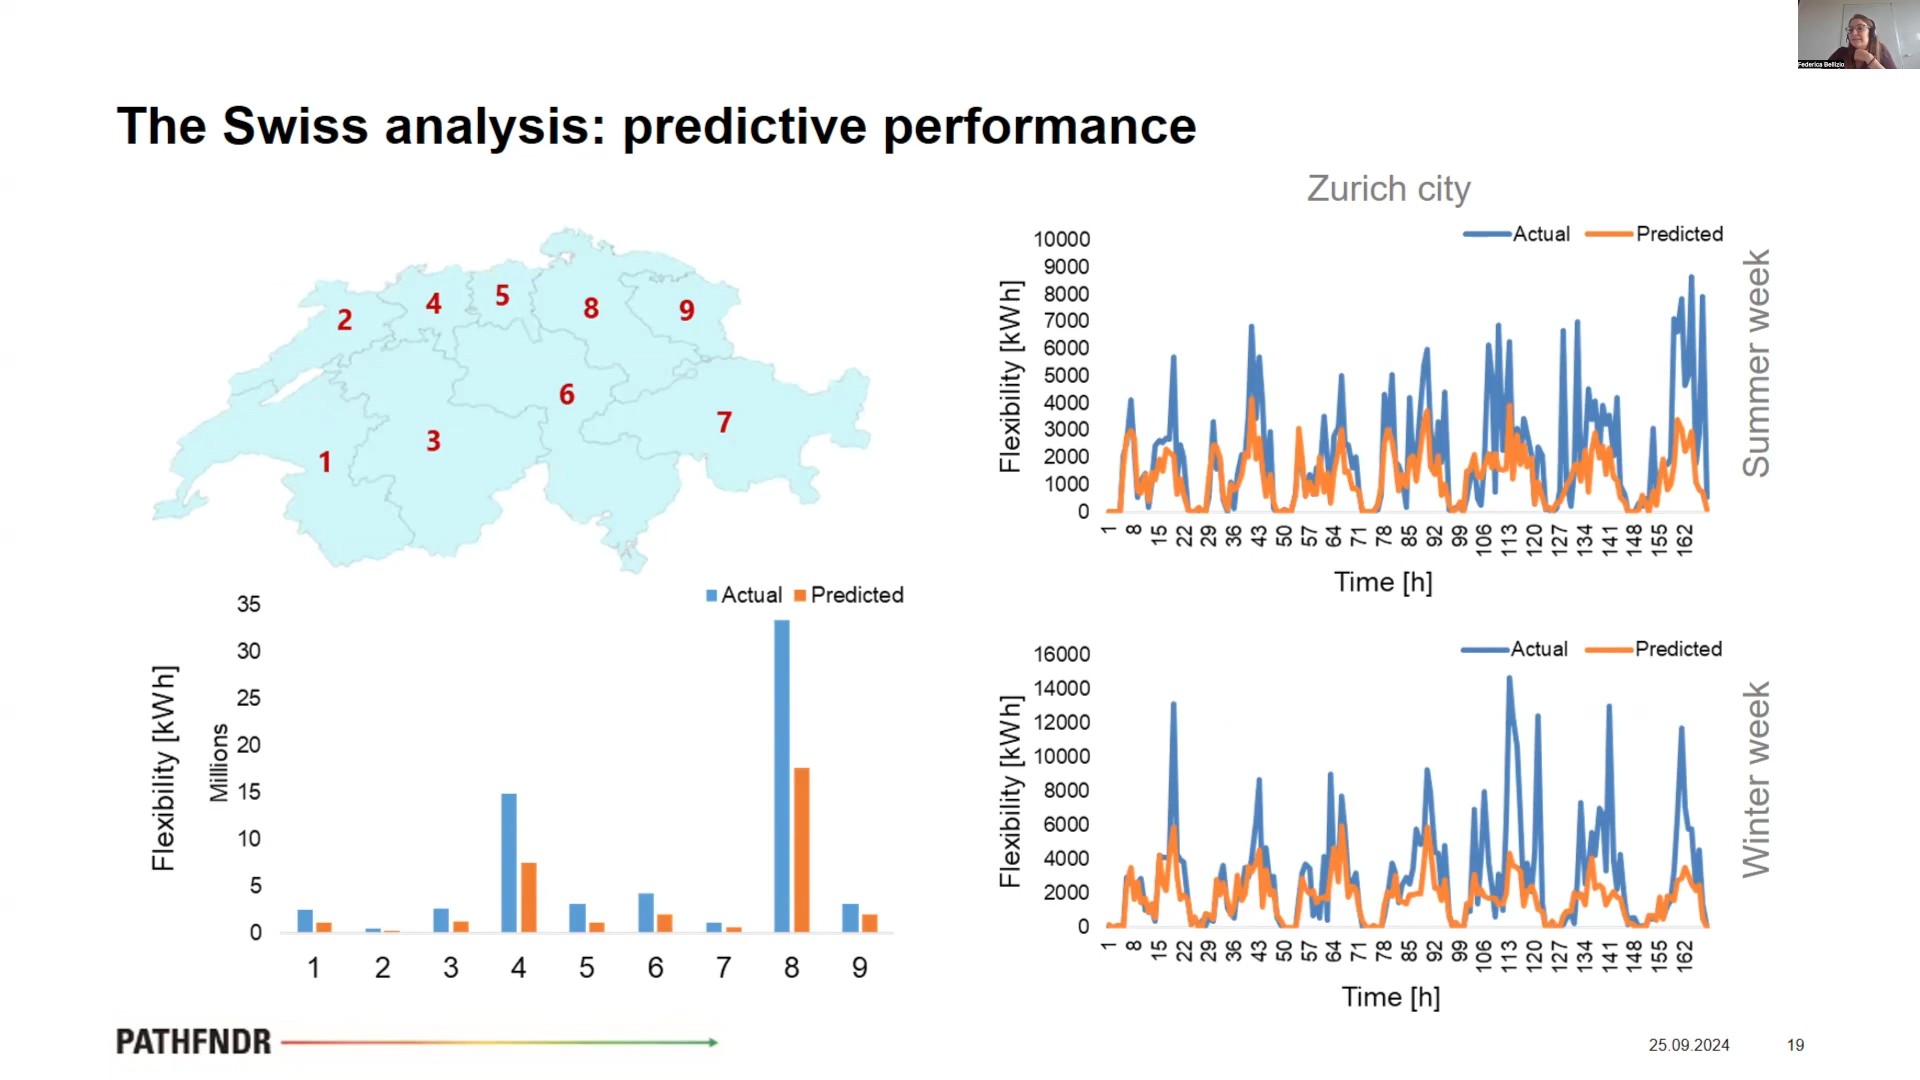 Federica Bellizio
The Swiss analysis: predictive performance
2
4
5
8
9
6
7
3
1
Actual Predicted
Flexibility [kWh]
Millions
35
30
25
20
15
10
5
0
1 2 3 4 5 6 7 8 9
Zurich city
Actual Predicted
Flexibility [kWh]
10000
9000
8000
7000
6000
5000
4000
3000
2000
1000
0
1 8 15 22 29 36 43 50 57 64 71 78 85 92 99 106 113 120 127 134 141 148 155 162
Time [h]
Summer week
Actual Predicted
Flexibility [kWh]
16000
14000
12000
10000
8000
6000
4000
2000
0
1 8 15 22 29 36 43 50 57 64 71 78 85 92 99 106 113 120 127 134 141 148 155 162
Time [h]
Winter week
PATHFNDR
25.09.2024 19